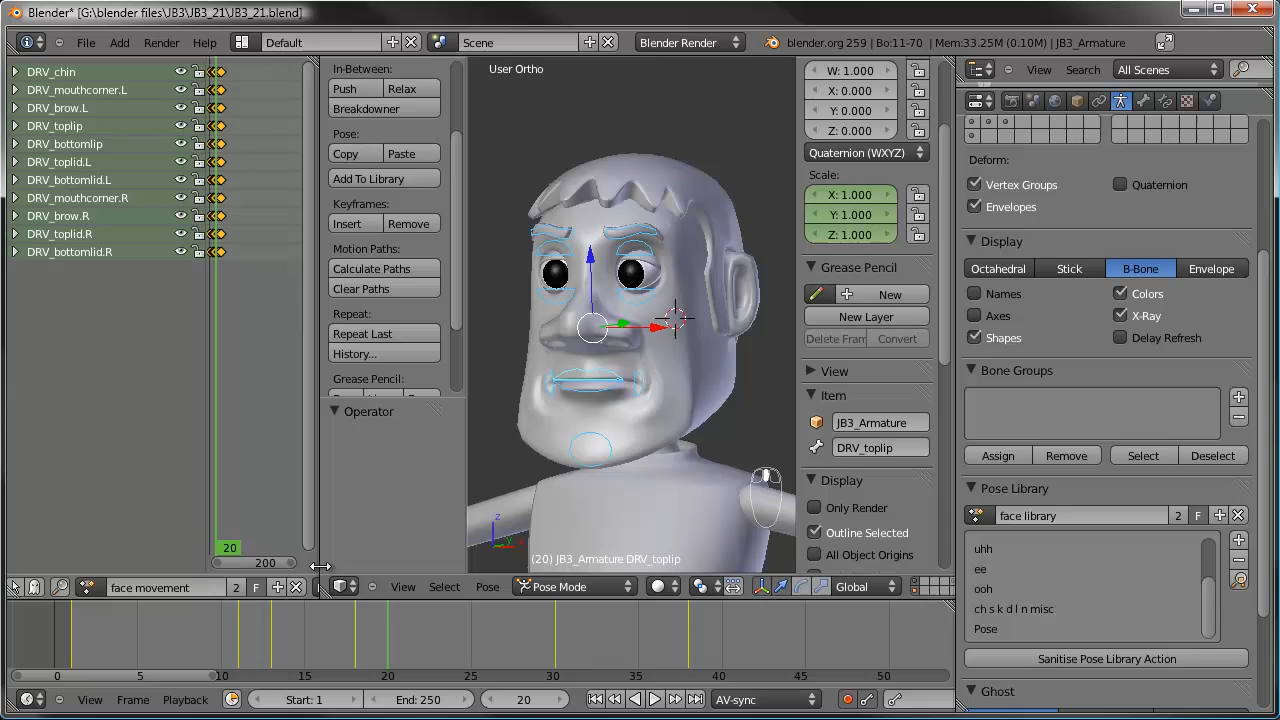 Blender* [G:\blender files\JB3\JB3_21\JB3_21.blend]
File Add Render Help Default Scene Blender Render blender.org 259 | Bo:11-70 | Mem:33.25M (0.10M) | JB3_Armature
DRV_chin
DRV_mouthcorner.L
DRV_brow.L
DRV_toplip
DRV_bottomlip
DRV_toplid.L
DRV_bottomlid.L
DRV_mouthcorner.R
DRV_brow.R
DRV_toplid.R
DRV_bottomlid.R
20
200
face movement 2 F
In-Between:
Push Relax
Breakdowner
Pose:
Copy Paste
Add To Library
Keyframes:
Insert Remove
Motion Paths:
Calculate Paths
Clear Paths
Repeat:
Repeat Last
History...
Grease Pencil:
Operator
User Ortho
z
x
(20) JB3_Armature DRV_toplip
View Select Pose Pose Mode Global
W: 1.000
X: 0.000
Y: 0.000
Z: 0.000
Quaternion (WXYZ)
Scale:
X: 1.000
Y: 1.000
Z: 1.000
Grease Pencil
New
New Layer
Delete Fram Convert
View
Item
JB3_Armature
DRV_toplip
Display
Only Render
Outline Selected
All Object Origins
View Search All Scenes
Deform:
Vertex Groups Quaternion
Envelopes
Display
Octahedral Stick B-Bone Envelope
Names Colors
Axes X-Ray
Shapes Delay Refresh
Bone Groups
Assign Remove Select Deselect
Pose Library
face library 2 F
uhh
ee
ooh
ch s k d l n misc
Pose
Sanitise Pose Library Action
Ghost
0 5 10 15 20 25 30 35 40 45 50
View Frame Playback Start: 1 End: 250 20 AV-sync